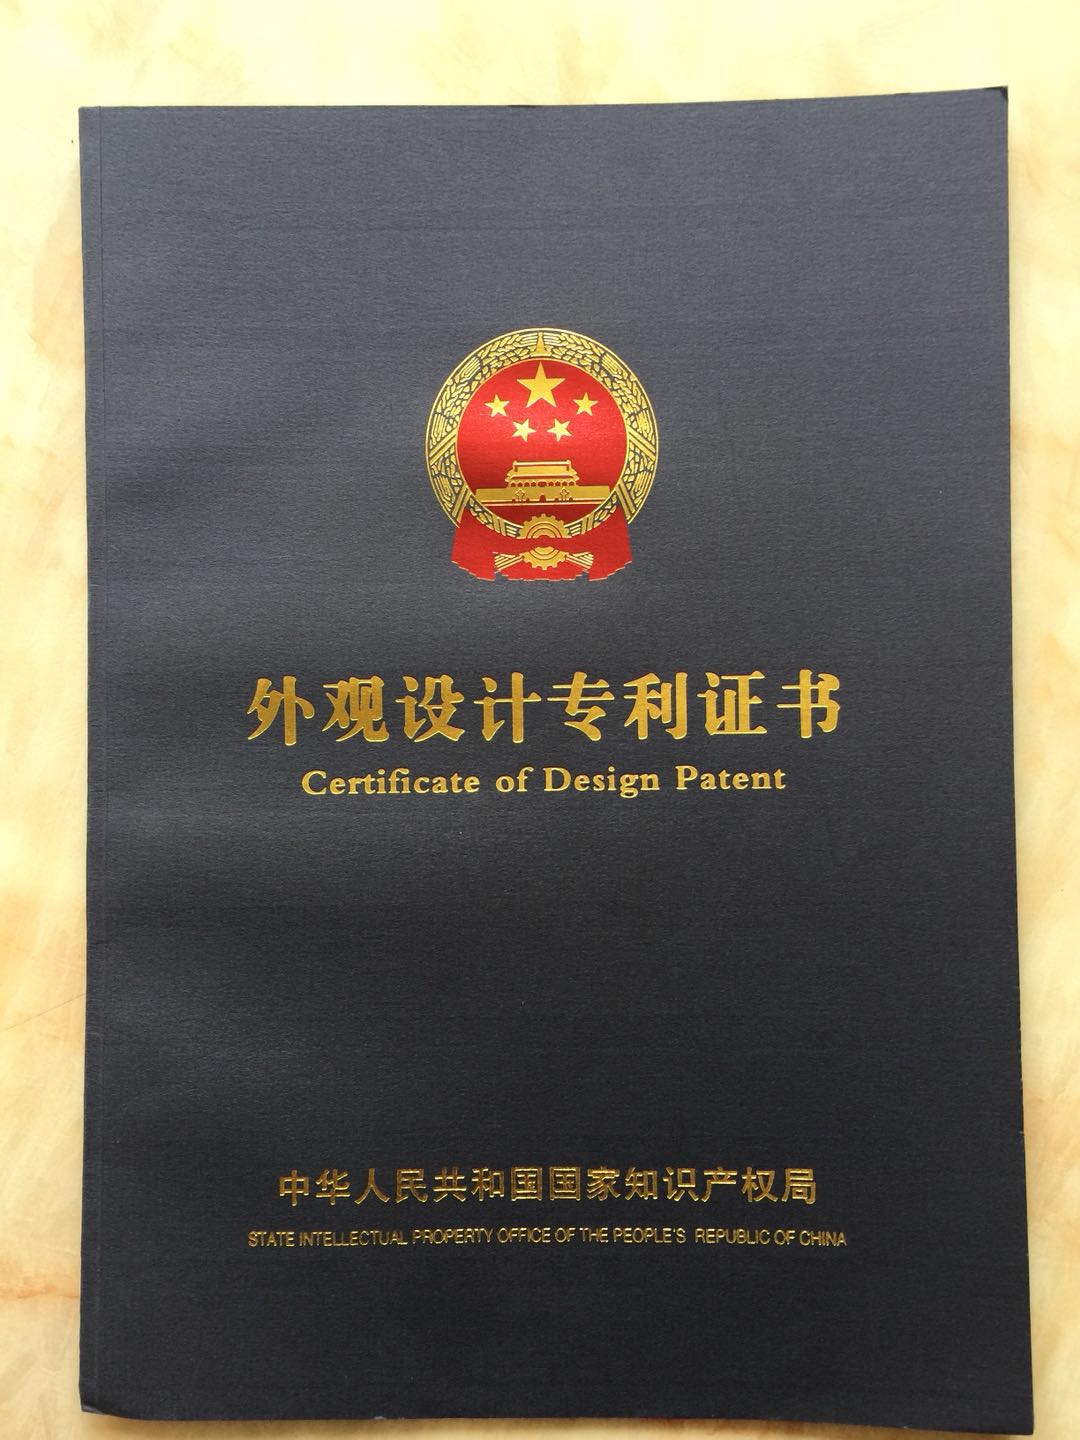 外观设计专利证书
Certificate of Design Patent
中华人民共和国国家知识产权局
STATE INTELLECTUAL PROPERTY OFFICE OF THE PEOPLE'S REPUBLIC OF CHINA